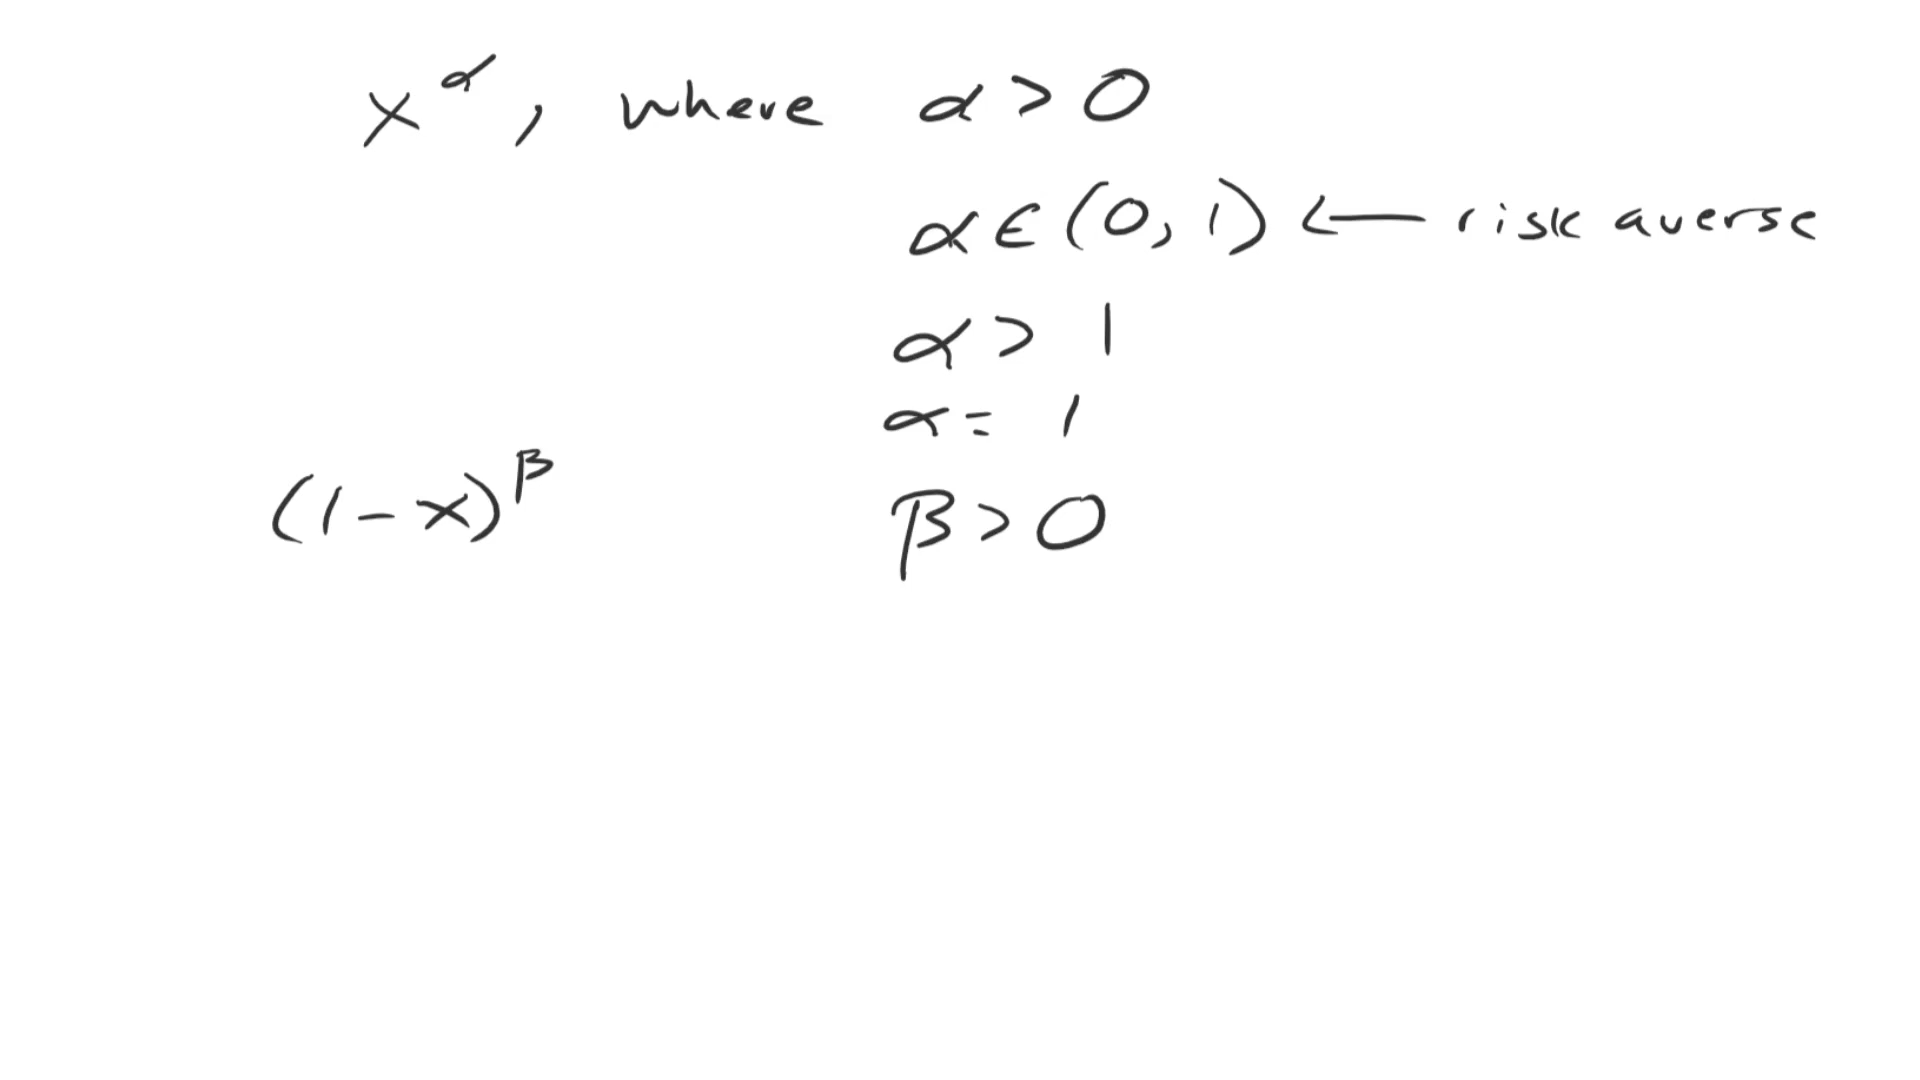 x^α, where α > 0
α ∈ (0, 1) ← risk averse
α > 1
α = 1
(1 - x)^β β > 0